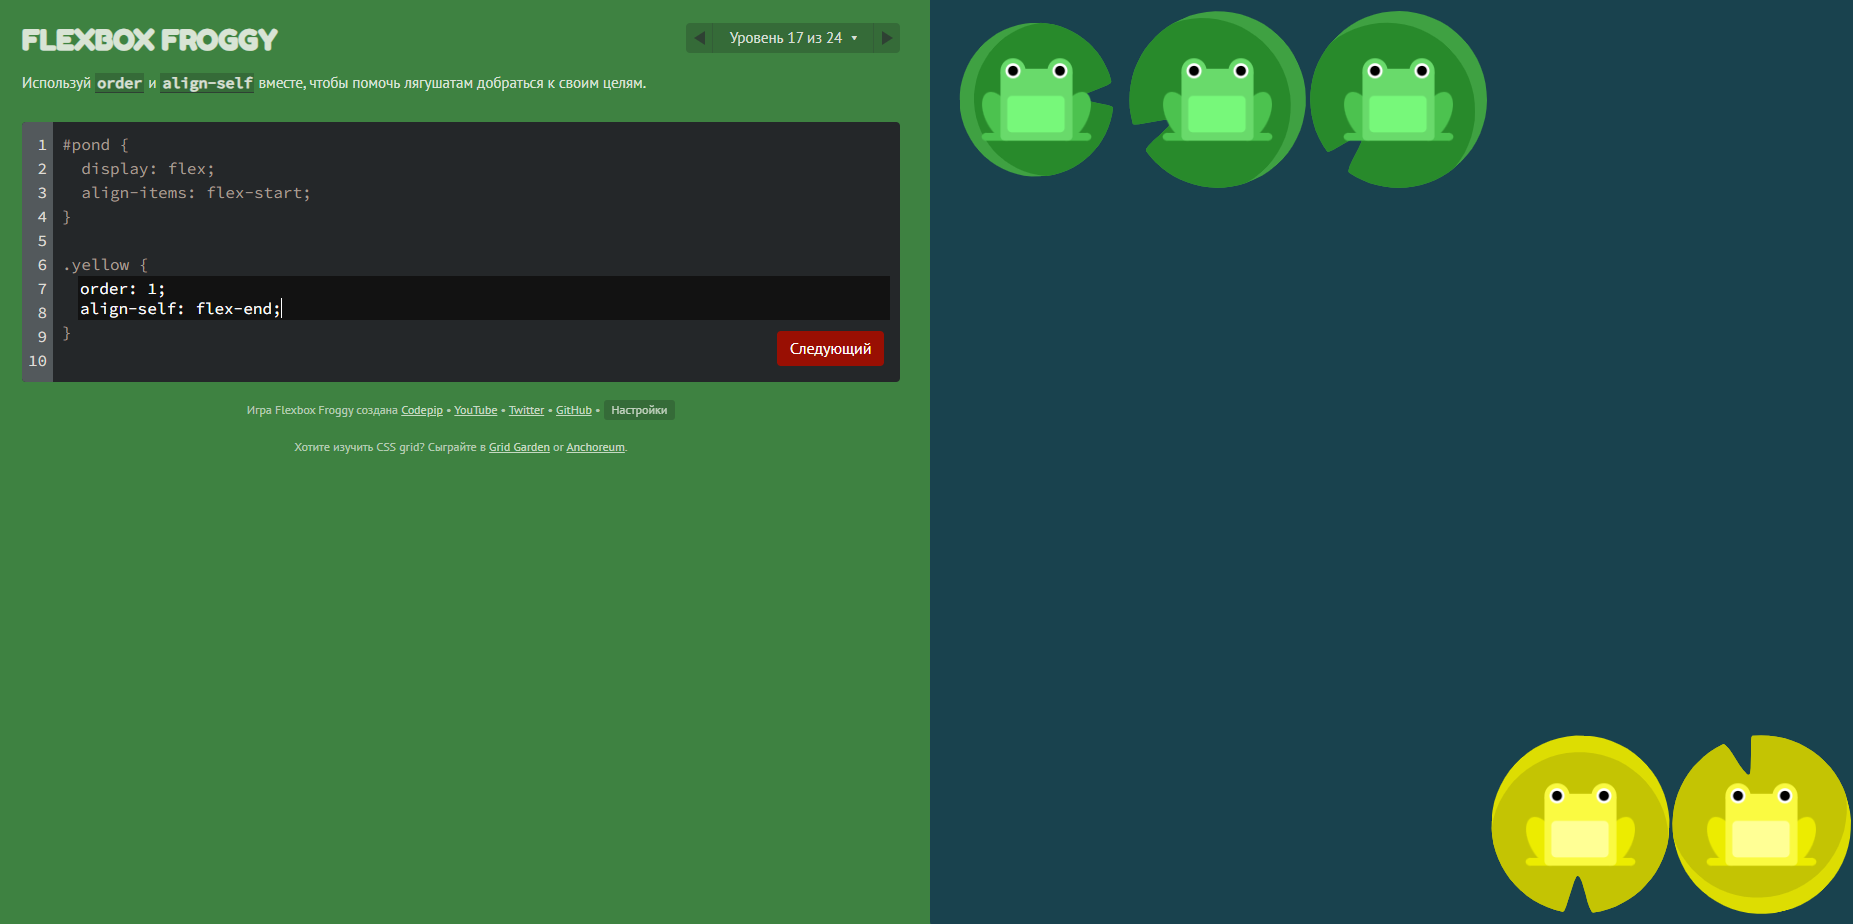 FLEXBOX FROGGY
Уровень 17 из 24
Используй order и align-self вместе, чтобы помочь лягушатам добраться к своим целям.
1 #pond {
2 display: flex;
3 align-items: flex-start;
4 }
5
6 .yellow {
7 order: 1;
8 align-self: flex-end;
9 }
10
Следующий
Игра Flexbox Froggy создана Codepip • YouTube • Twitter • GitHub • Настройки
Хотите изучить CSS grid? Сыграйте в Grid Garden or Anchoreum.